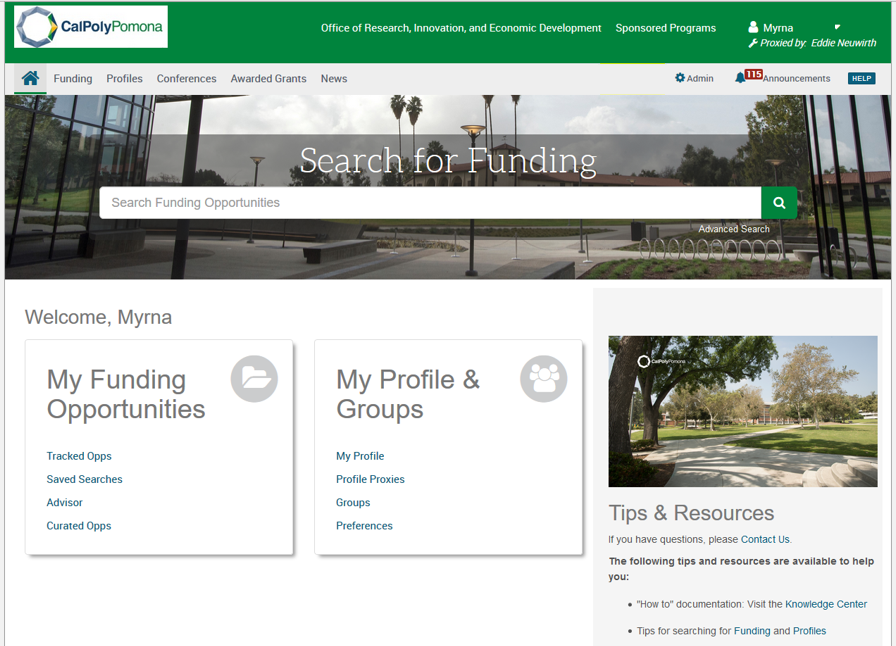 CalPolyPomona
Office of Research, Innovation, and Economic Development
Sponsored Programs
Myrna
Proxied by: Eddie Neuwirth
Funding
Profiles
Conferences
Awarded Grants
News
Admin
115
Announcements
HELP
Search for Funding
Search Funding Opportunities
Advanced Search
Welcome, Myrna
My Funding
Opportunities
Tracked Opps
Saved Searches
Advisor
Curated Opps
My Profile &
Groups
My Profile
Profile Proxies
Groups
Preferences
CalPolyPomona
Tips & Resources
If you have questions, please Contact Us.
The following tips and resources are available to help
you:
"How to" documentation: Visit the Knowledge Center
Tips for searching for Funding and Profiles